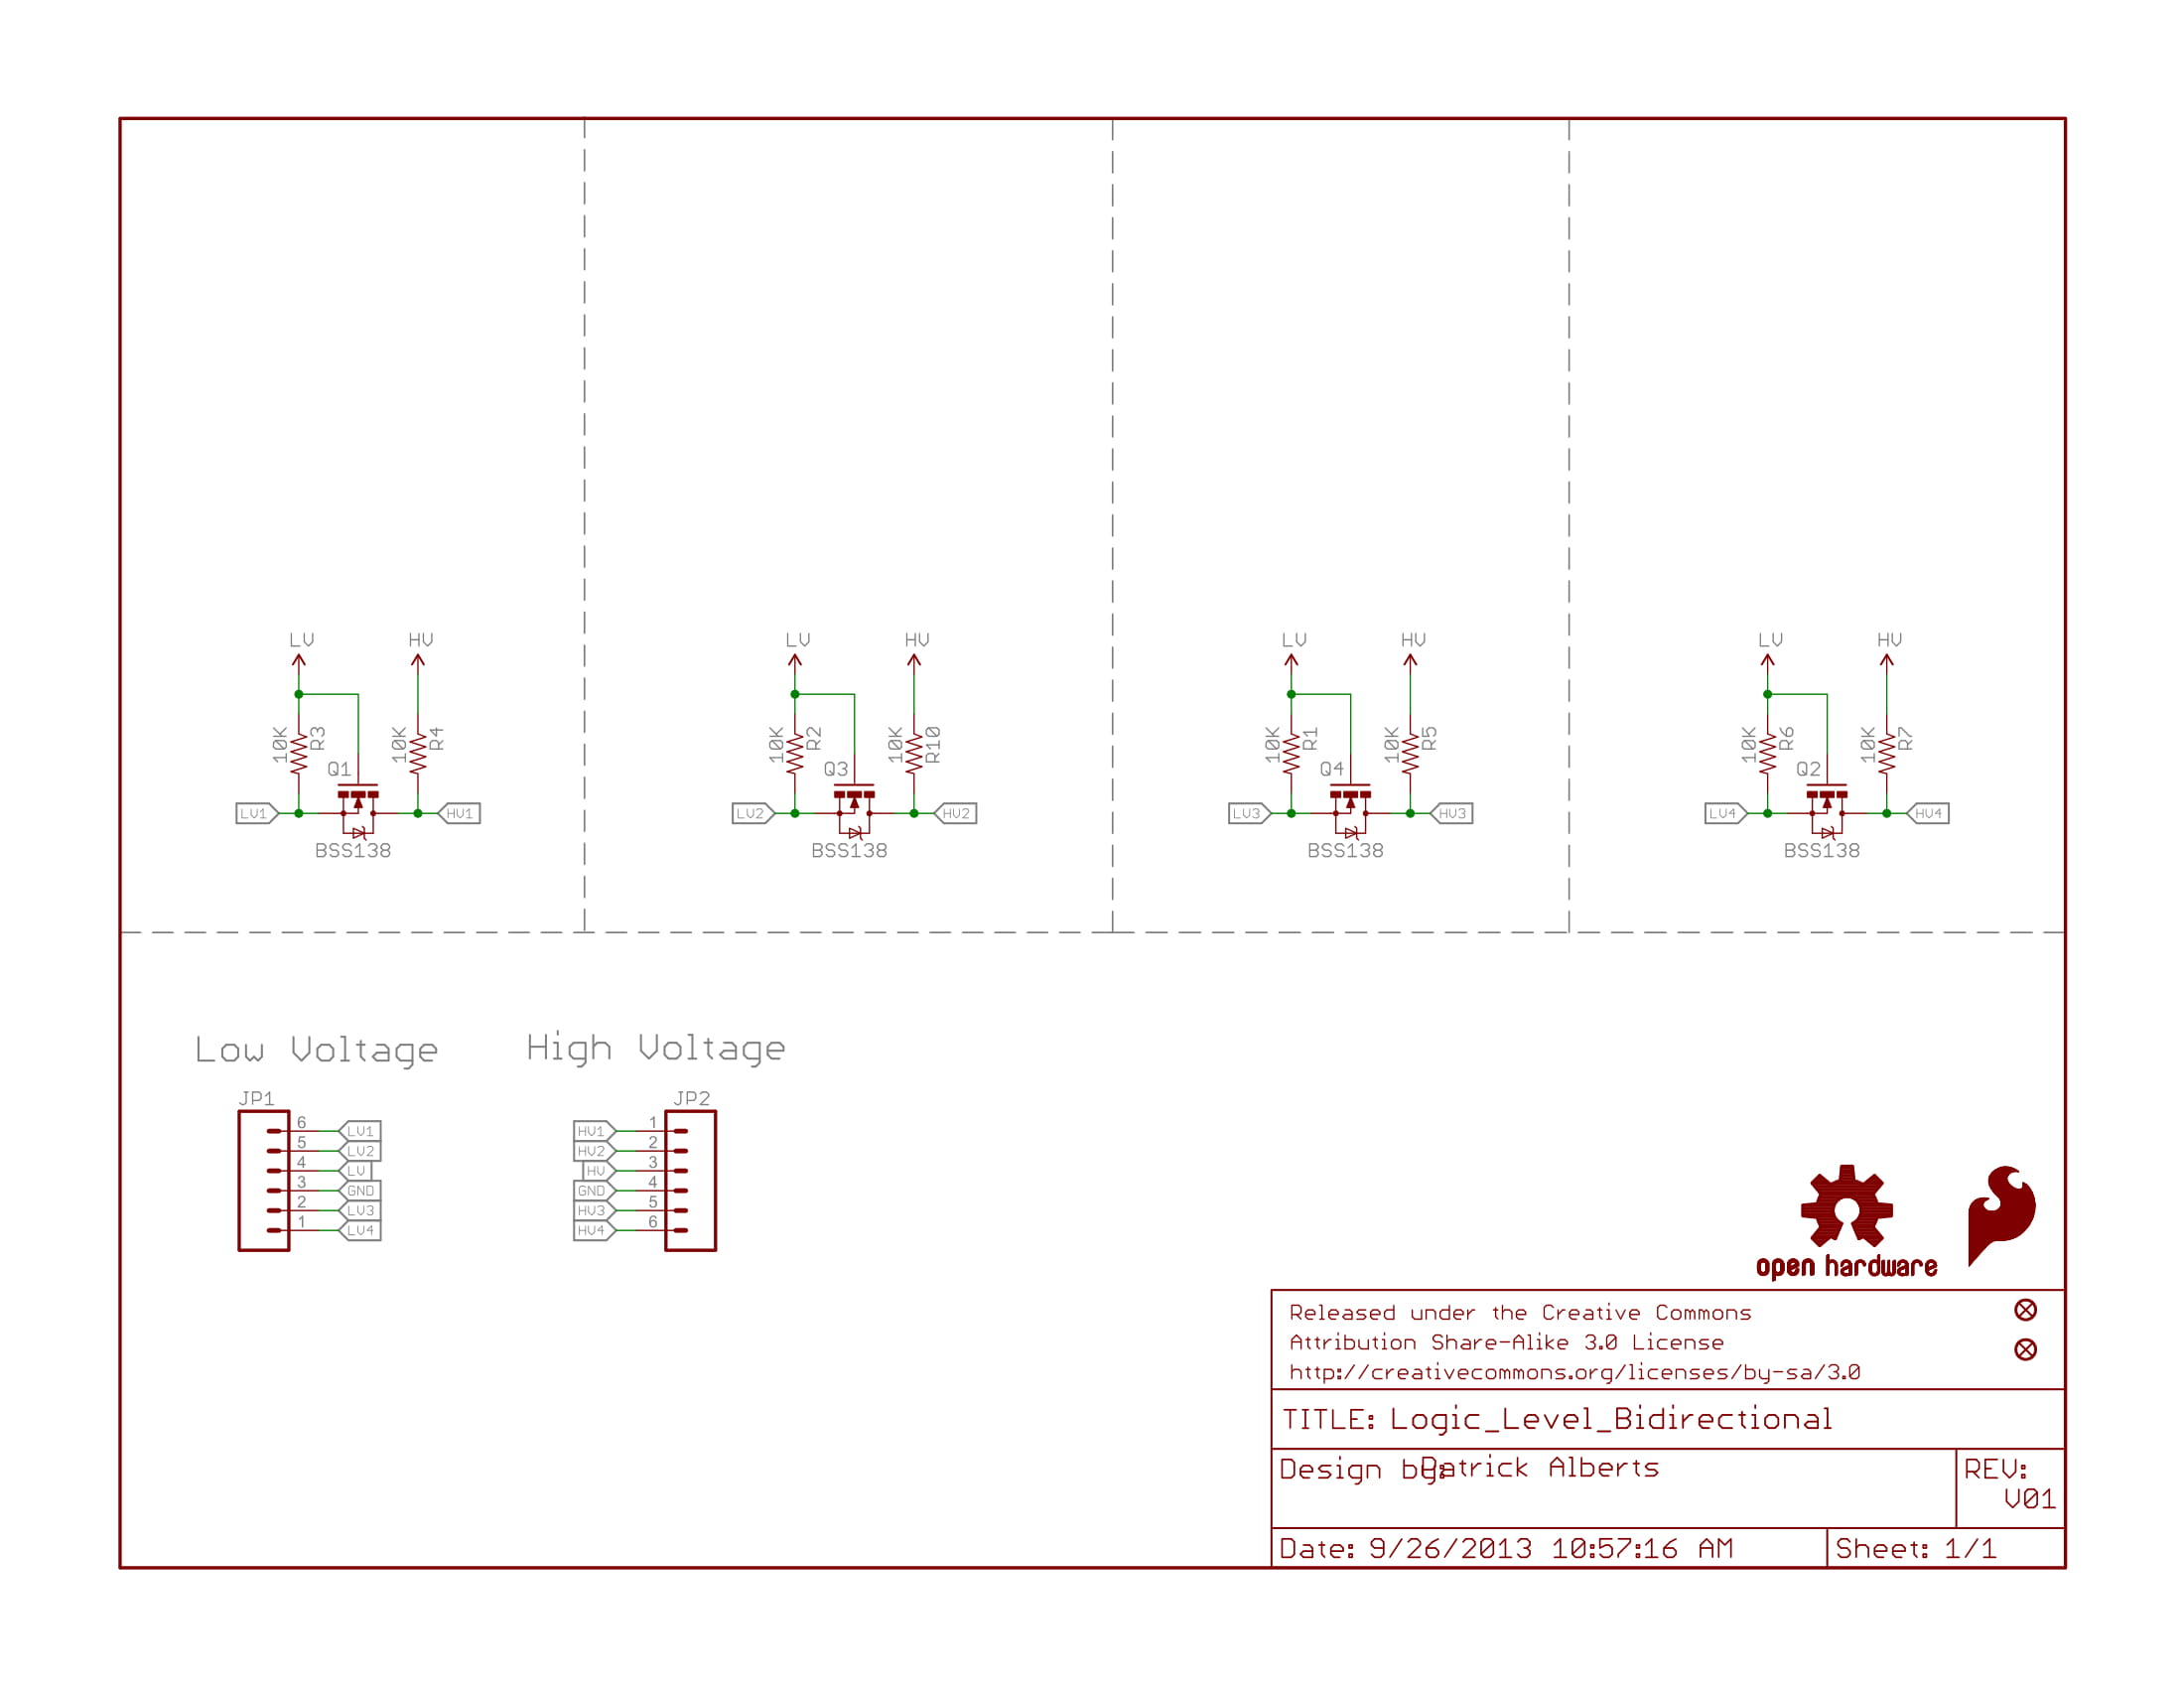 LV HV
10K R3 10K R4
Q1
LV1 HV1
BSS138
LV HV
10K R2 10K R10
Q3
LV2 HV2
BSS138
LV HV
10K R1 10K R5
Q4
LV3 HV3
BSS138
LV HV
10K R6 10K R7
Q2
LV4 HV4
BSS138
Low Voltage
JP1
6 LV1
5 LV2
4 LV
3 GND
2 LV3
1 LV4
High Voltage
JP2
HV1 1
HV2 2
HV 3
GND 4
HV3 5
HV4 6
open hardware
Released under the Creative Commons
Attribution Share-Alike 3.0 License
http://creativecommons.org/licenses/by-sa/3.0
TITLE: Logic_Level_Bidirectional
Design by: Patrick Alberts
REV:
V01
Date: 9/26/2013 10:57:16 AM
Sheet: 1/1